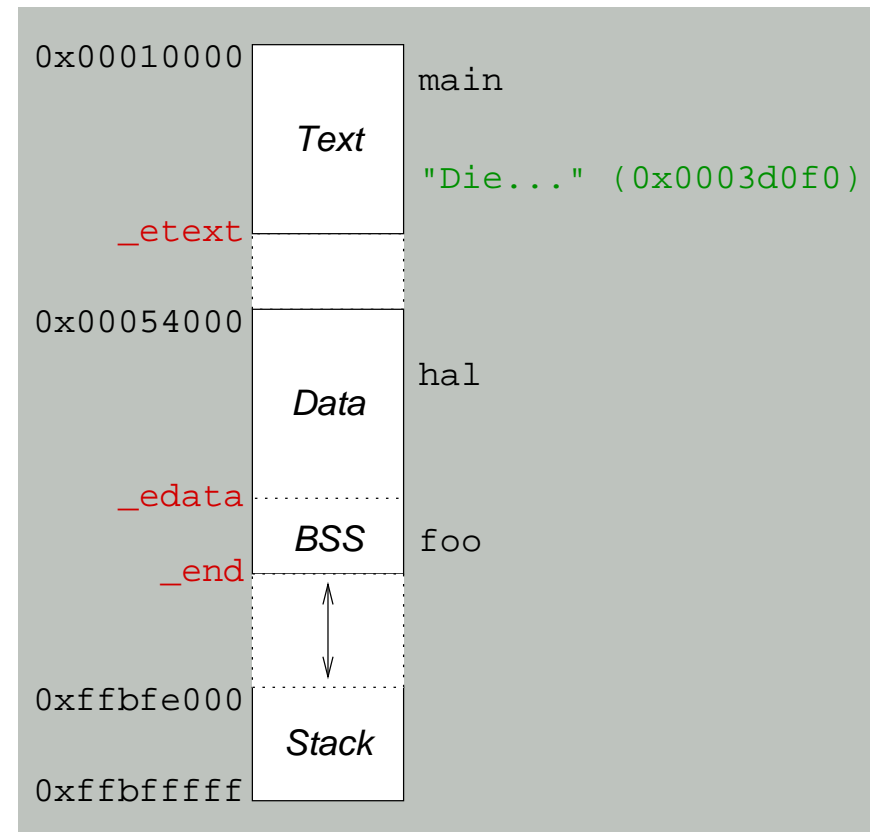 0x00010000
main
Text
"Die..." (0x0003d0f0)
_etext
0x00054000
hal
Data
_edata
BSS
foo
_end
0xffbfe000
Stack
0xffbfffff